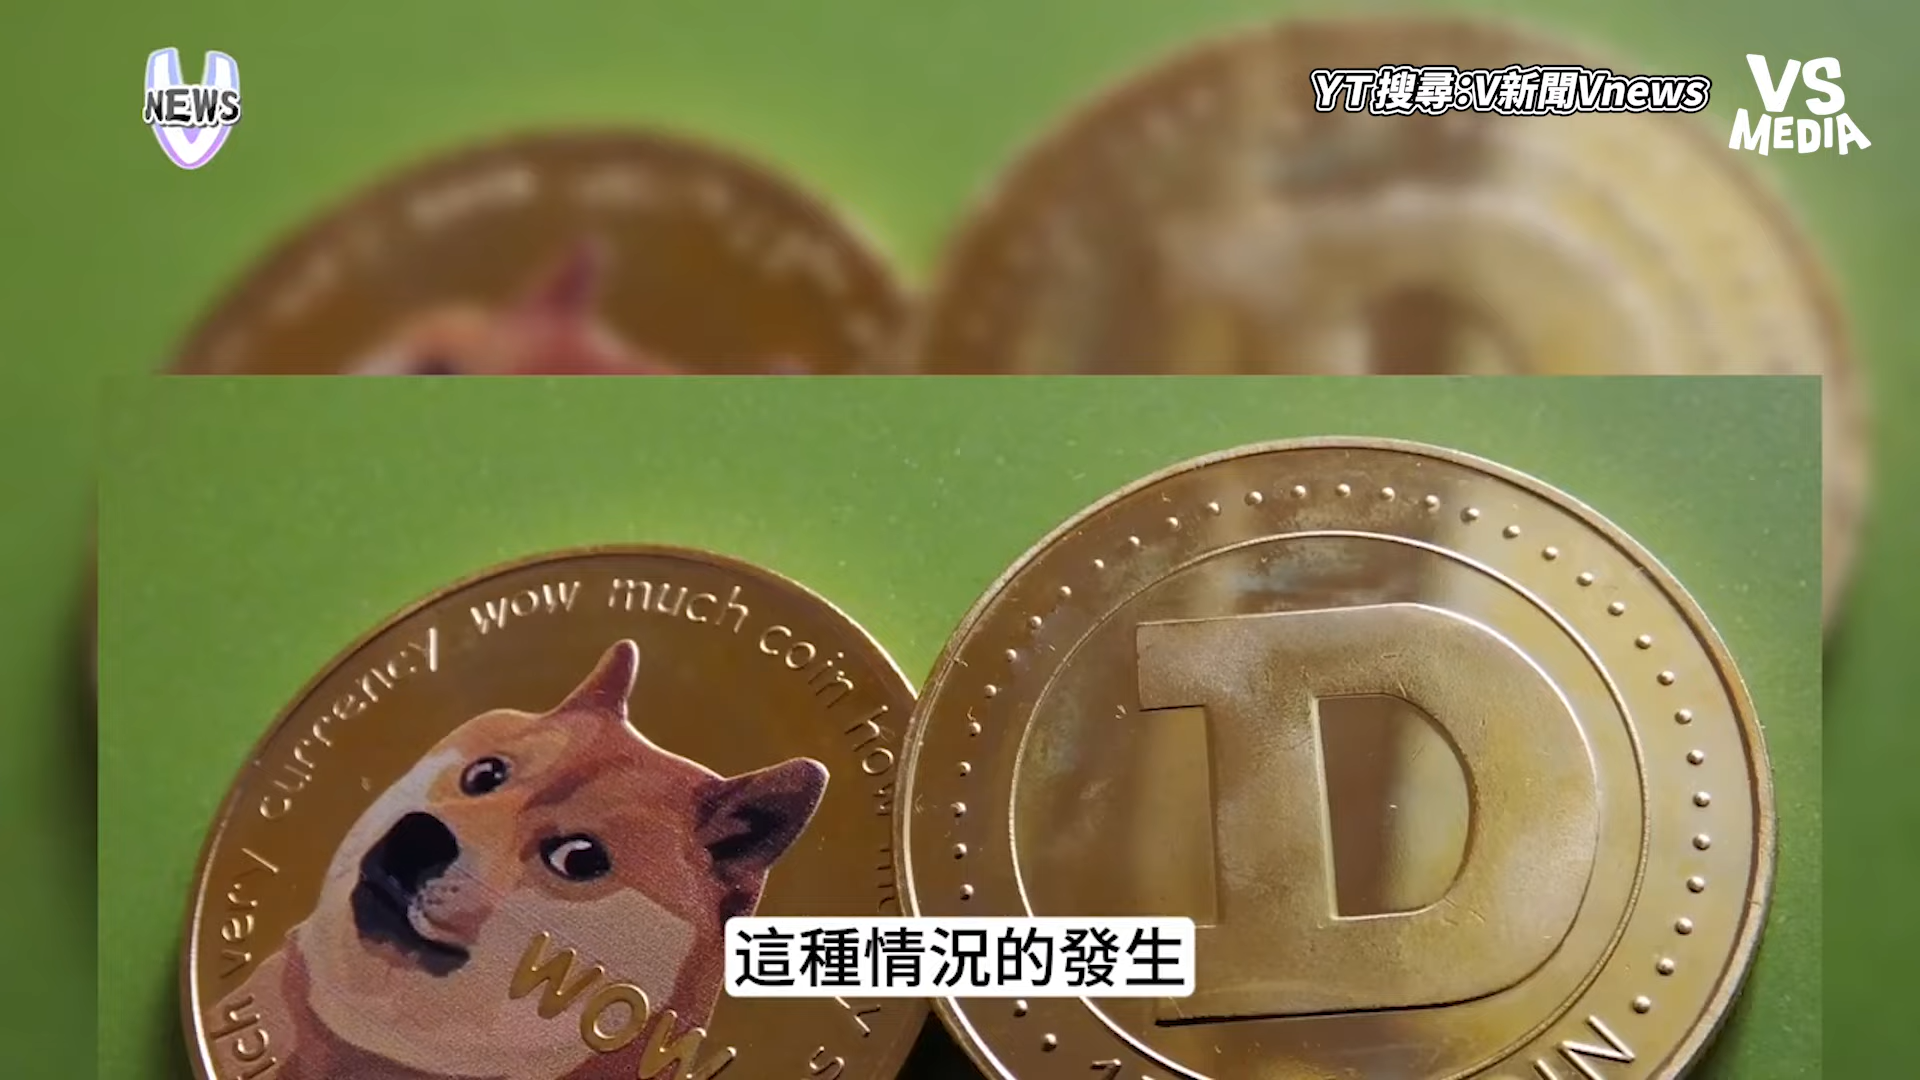 NEWS
YT搜尋:V新聞Vnews
VS
MEDIA
very currency wow much coin how
WOW
D
這種情況的發生